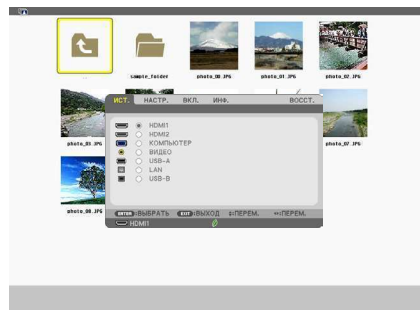 sample_folder
photo_00.JPG
photo_01.JPG
photo_02.JPG
ИСТ. НАСТР. ВКЛ. ИНФ. ВОССТ.
HDMI1
HDMI2
КОМПЬЮТЕР
ВИДЕО
USB-A
LAN
USB-B
photo_03.JPG
photo_07.JPG
photo_08.JPG
ENTER:ВЫБРАТЬ EXIT:ВЫХОД ↕:ПЕРЕМ. ↔:ПЕРЕМ.
HDMI1